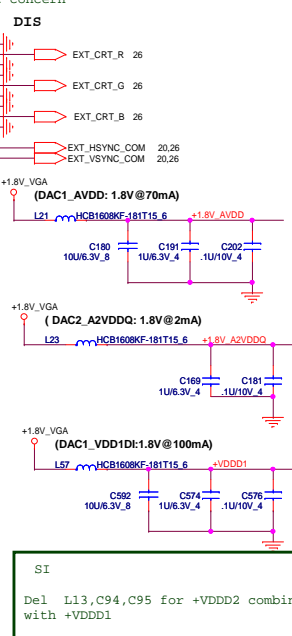 concern
DIS
EXT_CRT_R 26
EXT_CRT_G 26
EXT_CRT_B 26
EXT_HSYNC_COM 20,26
EXT_VSYNC_COM 20,26
+1.8V_VGA
(DAC1_AVDD: 1.8V@70mA)
L21 HCB1608KF-181T15_6 +1.8V_AVDD
C180 C191 C202
10U/6.3V_8 1U/6.3V_4 .1U/10V_4
+1.8V_VGA
( DAC2_A2VDDQ: 1.8V@2mA)
L23 HCB1608KF-181T15_6 +1.8V_A2VDDQ
C169 C181
1U/6.3V_4 .1U/10V_4
+1.8V_VGA
(DAC1_VDD1DI:1.8V@100mA)
L57 HCB1608KF-181T15_6 +VDDD1
C592 C574 C576
10U/6.3V_8 1U/6.3V_4 .1U/10V_4
SI
Del L13,C94,C95 for +VDDD2 combin
with +VDDD1